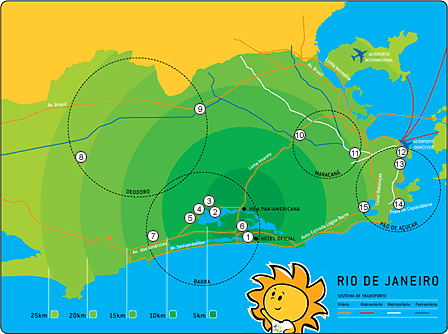 AEROPORTO
INTERNACIONAL
Linha Vermelha
Av. Brasil
Av. Brasil
9
10
MARACANÃ
11
12
AEROPORTO
DOMÉSTICO
13
8
Linha Amarela
DEODORO
3
4
2
5
VILA PAN-AMERICANA
14
15
Praia de Copacabana
PÃO DE AÇÚCAR
6
7
1
HOTEL OFICIAL
Auto Estrada Lagoa Barra
Av. das Américas
Av. Sernambetiba
BARRA
RIO DE JANEIRO
SISTEMA DE TRANSPORTE
Viário
Hidroviário
Metroviário
Ferroviário
25km
20km
15km
10km
5km